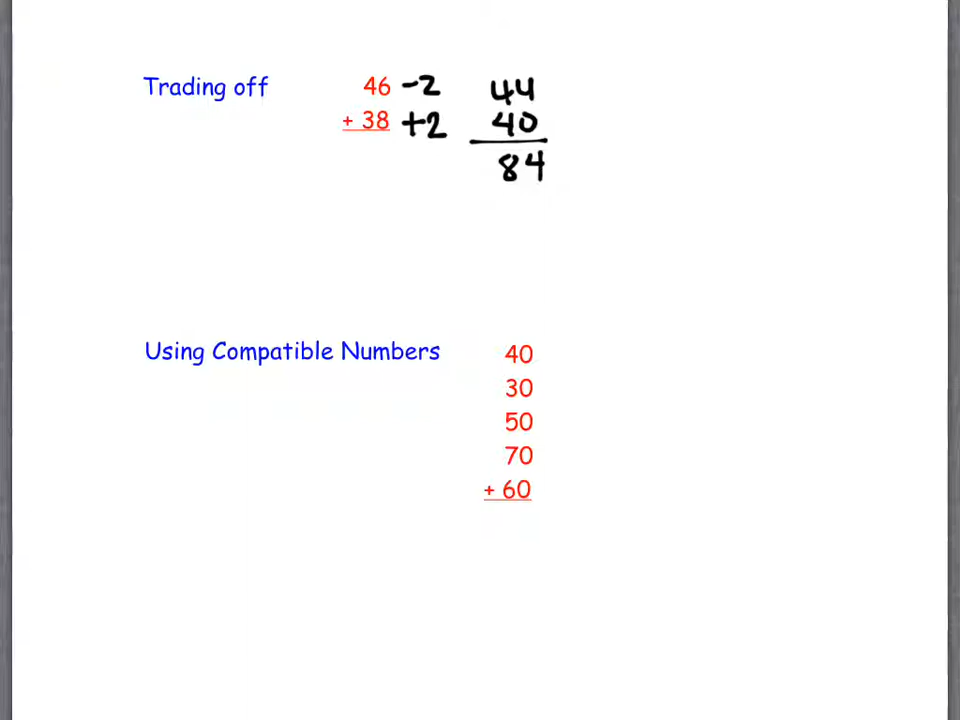 Trading off 46 -2 44
+ 38 +2 40
84
Using Compatible Numbers 40
30
50
70
+ 60